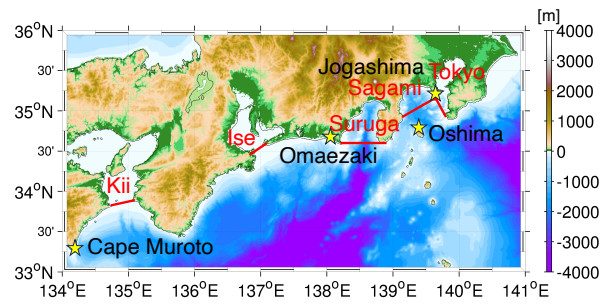 [m]
36°N
30'
35°N
30'
34°N
30'
33°N
134°E
135°E
136°E
137°E
138°E
139°E
140°E
141°E
Jogashima
Tokyo
Sagami
Suruga
Oshima
Ise
Omaezaki
Kii
Cape Muroto
4000
3000
2000
1000
0
-1000
-2000
-3000
-4000